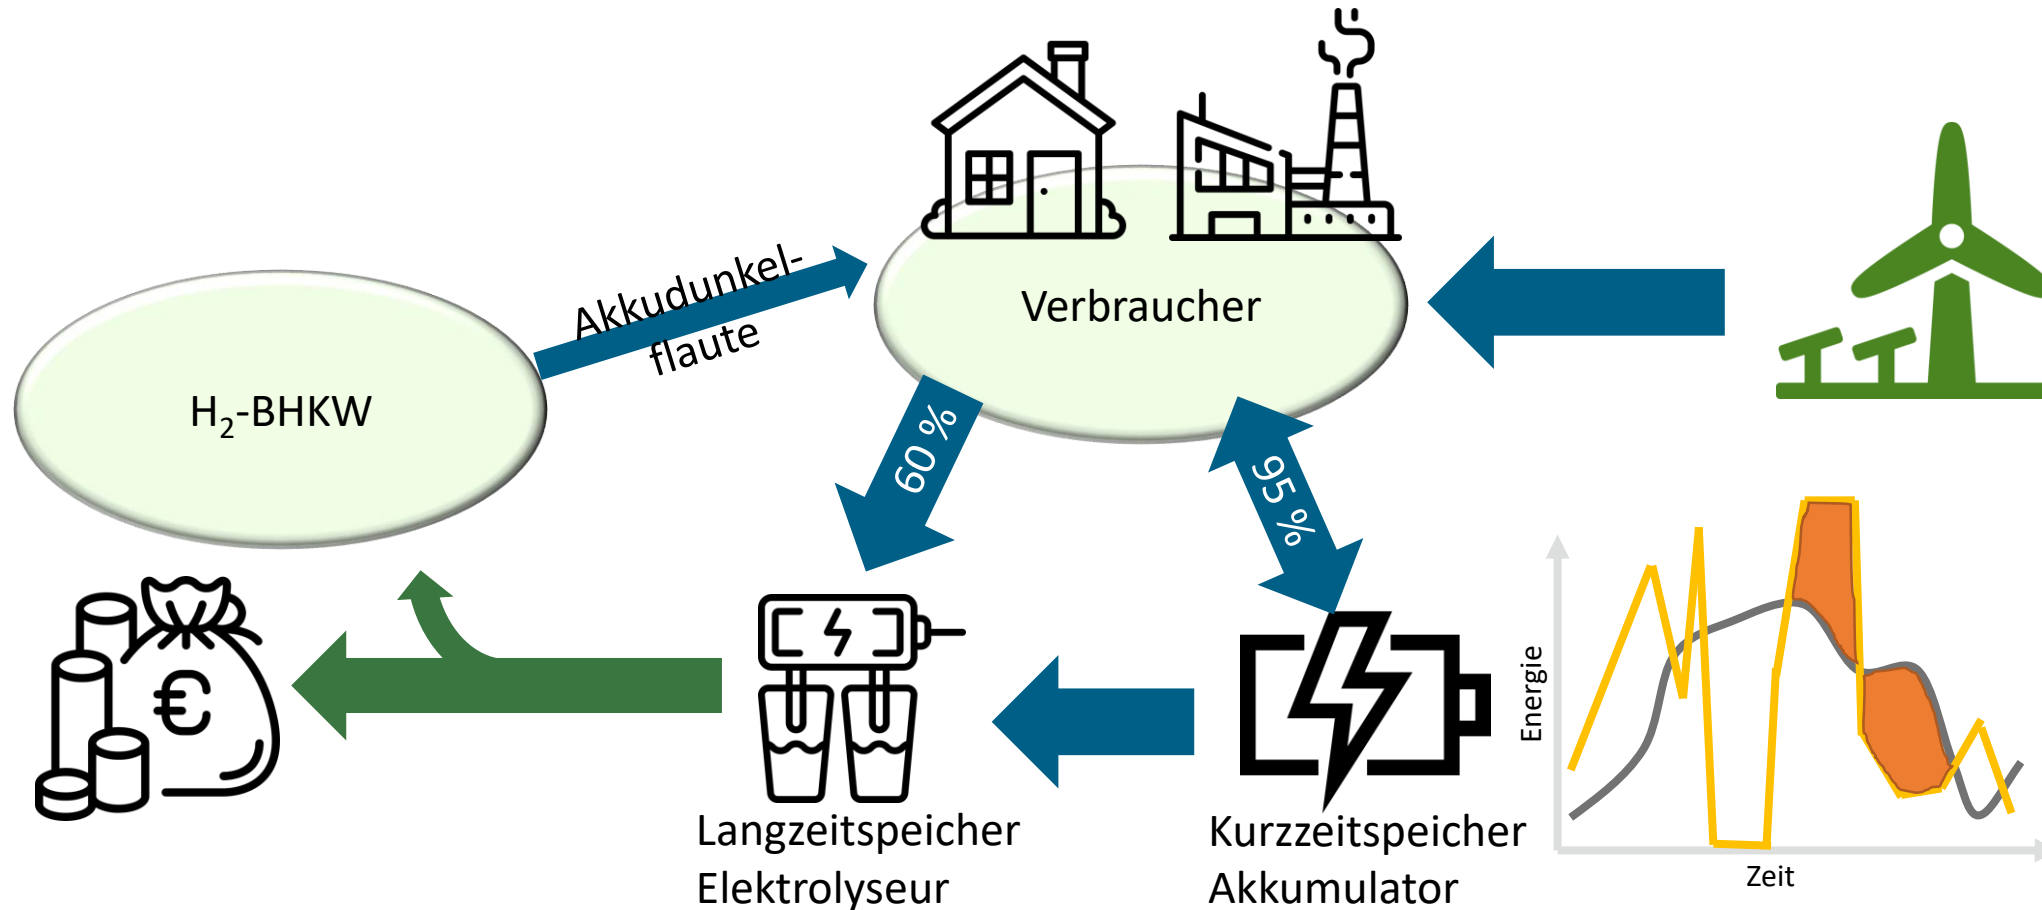 Akkudunkel-
flaute
Verbraucher
H₂-BHKW
60 %
95 %
€
Energie
Zeit
Langzeitspeicher
Elektrolyseur
Kurzzeitspeicher
Akkumulator